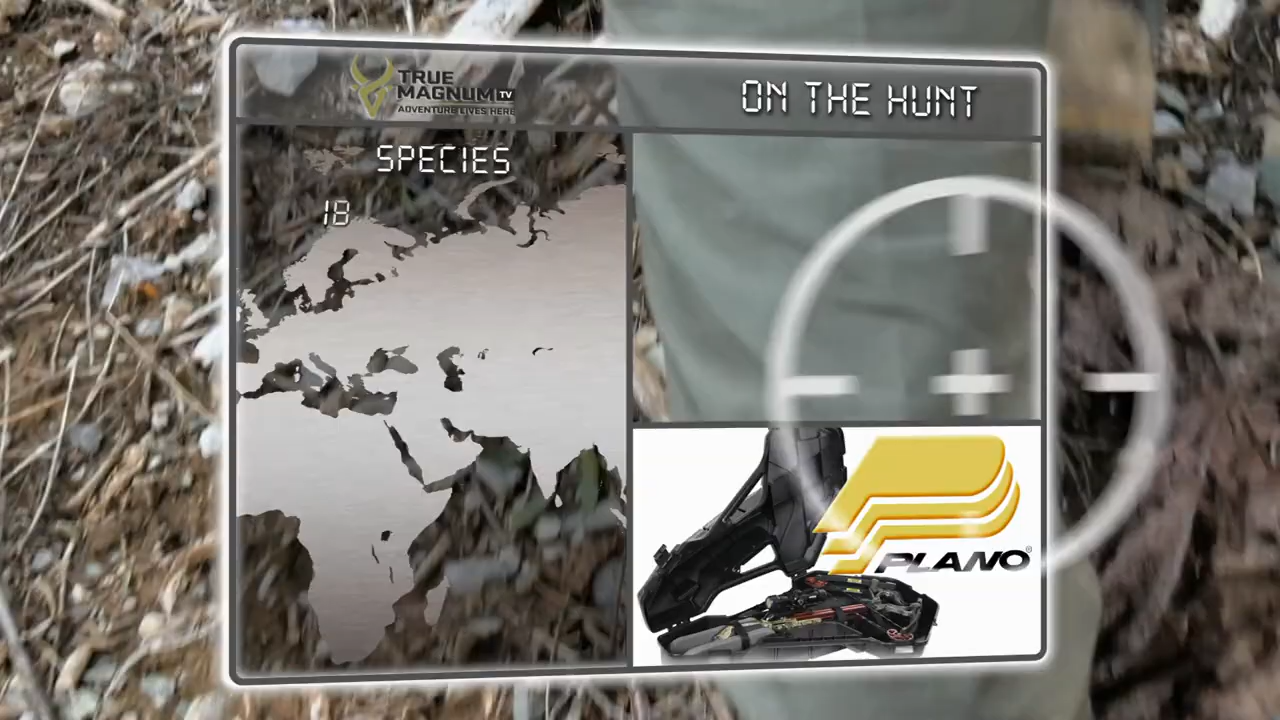 TRUE
MAGNUM TV
ADVENTURE LIVES HERE
ON THE HUNT
SPECIES
18
PLANO®